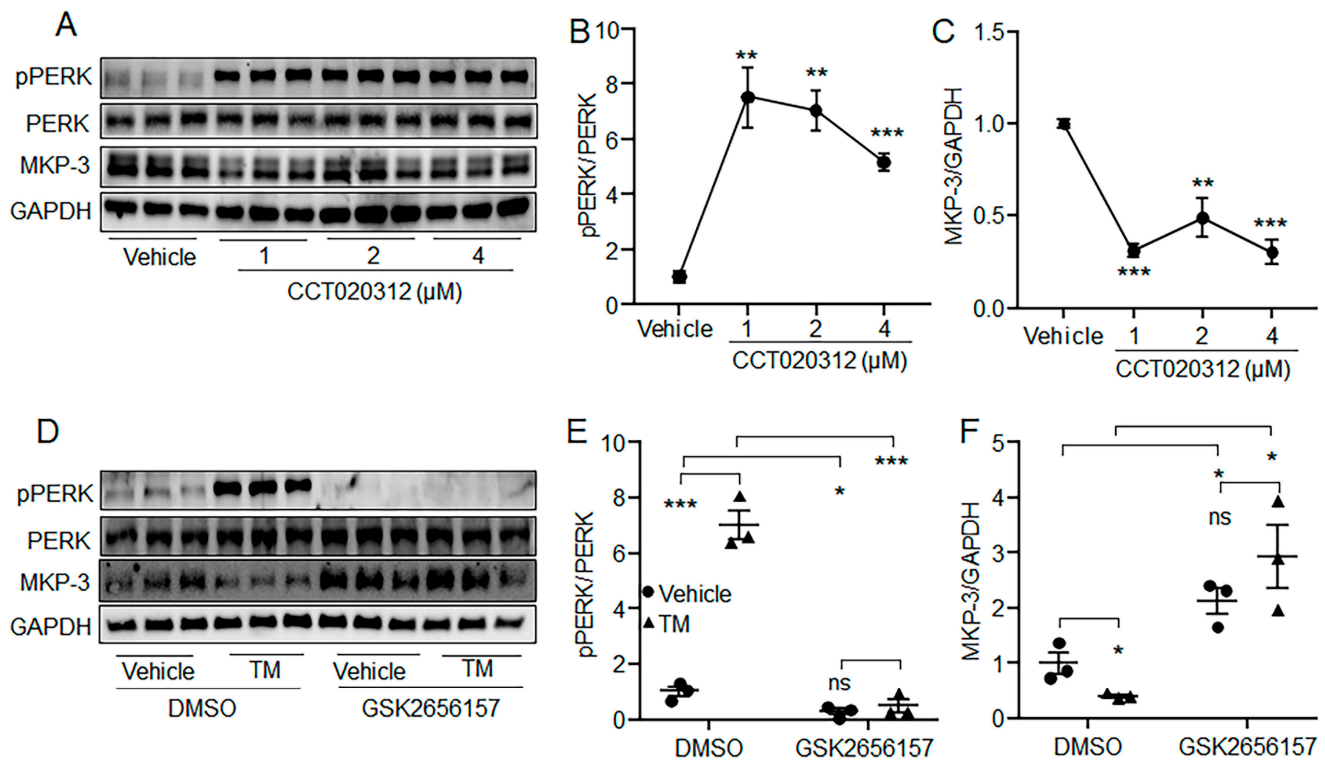 A
pPERK
PERK
MKP-3
GAPDH
Vehicle 1 2 4
CCT020312 (µM)
B
pPERK/PERK
10
8
6
4
2
0
** ** ***
Vehicle 1 2 4
CCT020312 (µM)
C
MKP-3/GAPDH
1.5
1.0
0.5
0.0
*** ** ***
Vehicle 1 2 4
CCT020312 (µM)
D
pPERK
PERK
MKP-3
GAPDH
Vehicle TM Vehicle TM
DMSO GSK2656157
E
pPERK/PERK
10
8
6
4
2
0
***
*** *
Vehicle
TM
ns
DMSO GSK2656157
F
MKP-3/GAPDH
5
4
3
2
1
0
* *
ns
*
DMSO GSK2656157